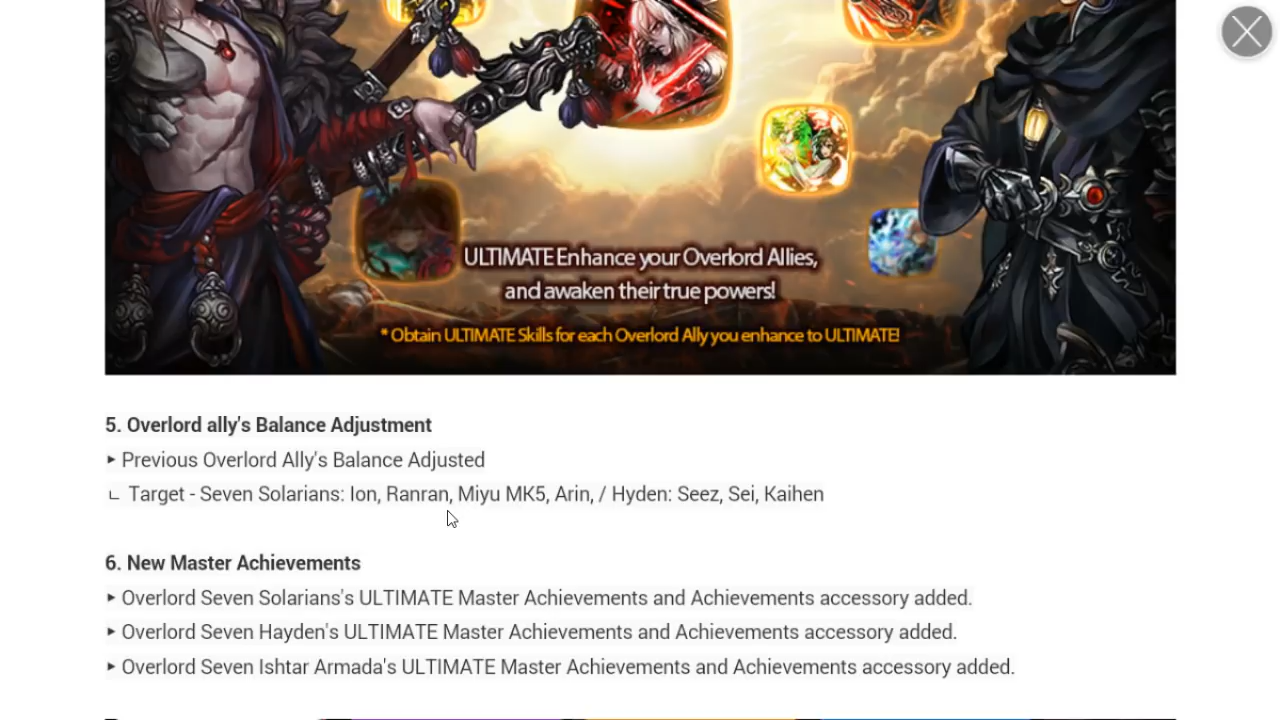 ULTIMATE Enhance your Overlord Allies,
and awaken their true powers!
* Obtain ULTIMATE Skills for each Overlord Ally you enhance to ULTIMATE!
5. Overlord ally's Balance Adjustment
▸ Previous Overlord Ally's Balance Adjusted
ㄴ Target - Seven Solarians: Ion, Ranran, Miyu MK5, Arin, / Hyden: Seez, Sei, Kaihen
6. New Master Achievements
▸ Overlord Seven Solarians's ULTIMATE Master Achievements and Achievements accessory added.
▸ Overlord Seven Hayden's ULTIMATE Master Achievements and Achievements accessory added.
▸ Overlord Seven Ishtar Armada's ULTIMATE Master Achievements and Achievements accessory added.